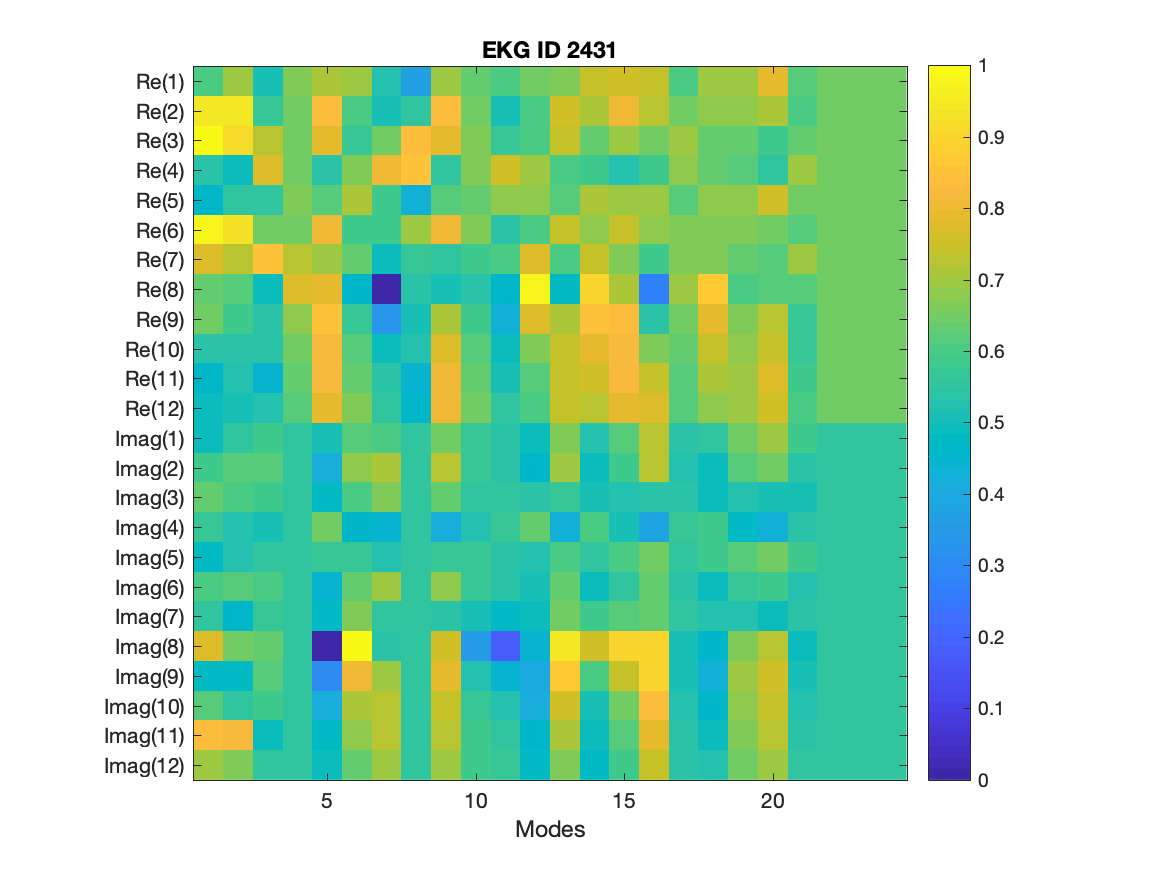 EKG ID 2431
Re(1)
Re(2)
Re(3)
Re(4)
Re(5)
Re(6)
Re(7)
Re(8)
Re(9)
Re(10)
Re(11)
Re(12)
Imag(1)
Imag(2)
Imag(3)
Imag(4)
Imag(5)
Imag(6)
Imag(7)
Imag(8)
Imag(9)
Imag(10)
Imag(11)
Imag(12)
5 10 15 20
Modes
1
0.9
0.8
0.7
0.6
0.5
0.4
0.3
0.2
0.1
0